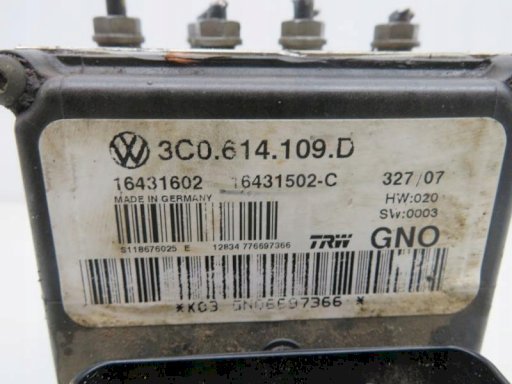 3C0.614.109.D
16431602 16431502-C 327/07
MADE IN GERMANY HW:020
SW:0003
S118676025 E 12834 776697366 TRW GNO
*K03 GN06697366 *